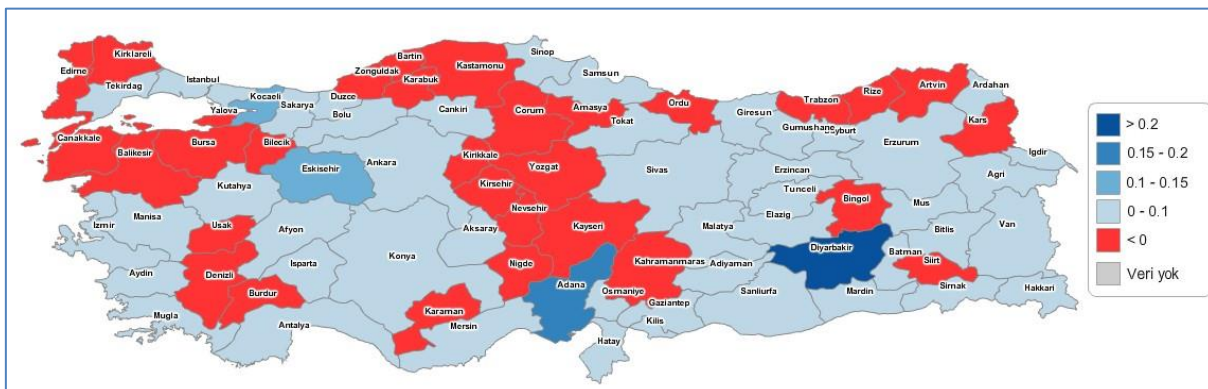 Sinop
Bartin
Kirklareli
Kastamonu
Zonguldak
Edirne
Karabuk
Samsun
Istanbul
Ardahan
Artvin
Tekirdag
Kocaeli
Duzce
Rize
Trabzon
Ordu
Corum
Amasya
Sakarya
Cankiri
Yalova
Giresun
Bolu
Kars
Tokat
Gumushane
Bayburt
Canakkale
Bursa
Bilecik
Erzurum
Balikesir
Kirikkale
Igdir
Ankara
Yozgat
Eskisehir
Sivas
Erzincan
Agri
Kirsehir
Kutahya
Tunceli
Bingol
Mus
Nevsehir
Elazig
Manisa
Usak
Izmir
Kayseri
Malatya
Van
Afyon
Aksaray
Bitlis
Diyarbakir
Batman
Konya
Kahramanmaras
Siirt
Isparta
Nigde
Adiyaman
Denizli
Aydin
Adana
Sirnak
Hakkari
Burdur
Osmaniye
Sanliurfa
Mardin
Gaziantep
Karaman
Mugla
Kilis
Antalya
Mersin
Hatay
> 0.2
0.15 - 0.2
0.1 - 0.15
0 - 0.1
< 0
Veri yok